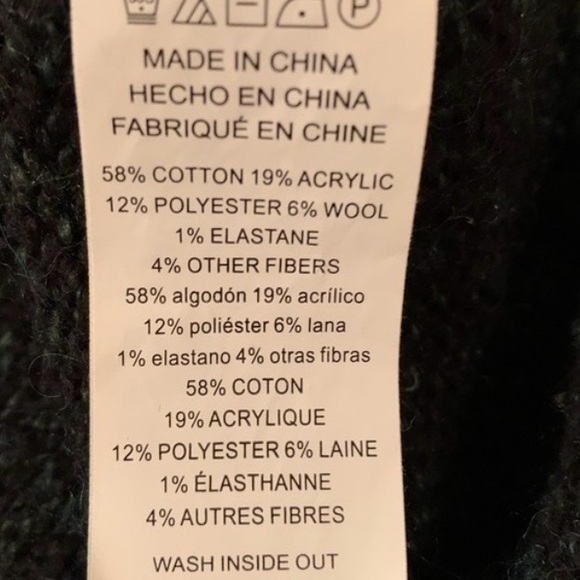 P
MADE IN CHINA
HECHO EN CHINA
FABRIQUÉ EN CHINE
58% COTTON 19% ACRYLIC
12% POLYESTER 6% WOOL
1% ELASTANE
4% OTHER FIBERS
58% algodón 19% acrílico
12% poliéster 6% lana
1% elastano 4% otras fibras
58% COTON
19% ACRYLIQUE
12% POLYESTER 6% LAINE
1% ÉLASTHANNE
4% AUTRES FIBRES
WASH INSIDE OUT